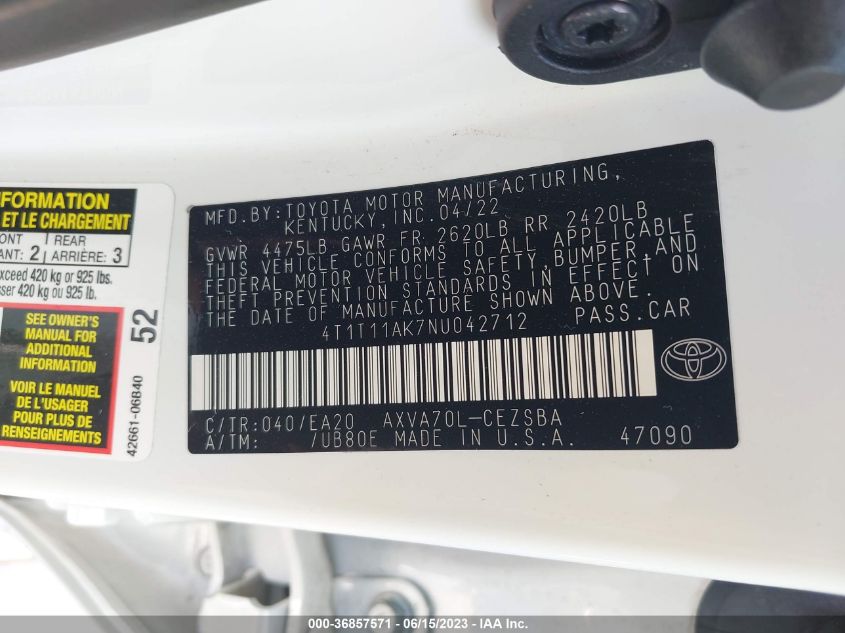 FORMATION
ET LE CHARGEMENT
ONT | REAR
ANT: 2 | ARRIÈRE: 3
exceed 420 kg or 925 lbs.
sser 420 kg ou 925 lb.
SEE OWNER'S
MANUAL FOR
ADDITIONAL
INFORMATION
VOIR LE MANUEL
DE L'USAGER
POUR PLUS DE
RENSEIGNEMENTS
52
42661-06B40
MFD. BY: TOYOTA MOTOR MANUFACTURING,
KENTUCKY, INC. 04/22
GVWR 4475LB GAWR FR. 2620LB RR 2420LB
THIS VEHICLE CONFORMS TO ALL APPLICABLE
FEDERAL MOTOR VEHICLE SAFETY, BUMPER, AND
THEFT PREVENTION STANDARDS IN EFFECT ON
THE DATE OF MANUFACTURE SHOWN ABOVE.
4T1T11AK7NU042712 PASS.CAR
C/TR: 040/EA20 AXVA70L-CEZSBA
A/TM: /UB80E MADE IN U.S.A. 47090
000-36857571 - 06/15/2023 - IAA Inc.